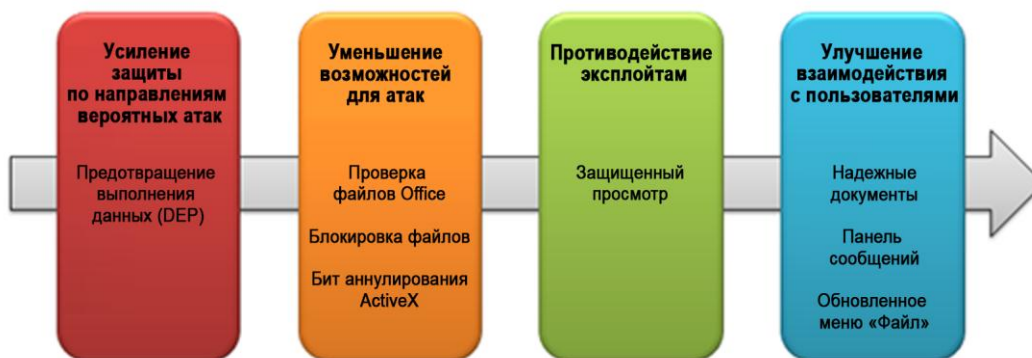 Усиление
защиты
по направлениям
вероятных атак
Предотвращение
выполнения
данных (DEP)
Уменьшение
возможностей
для атак
Проверка
файлов Office
Блокировка файлов
Бит аннулирования
ActiveX
Противодействие
эксплойтам
Защищенный
просмотр
Улучшение
взаимодействия
с пользователями
Надежные
документы
Панель
сообщений
Обновленное
меню «Файл»